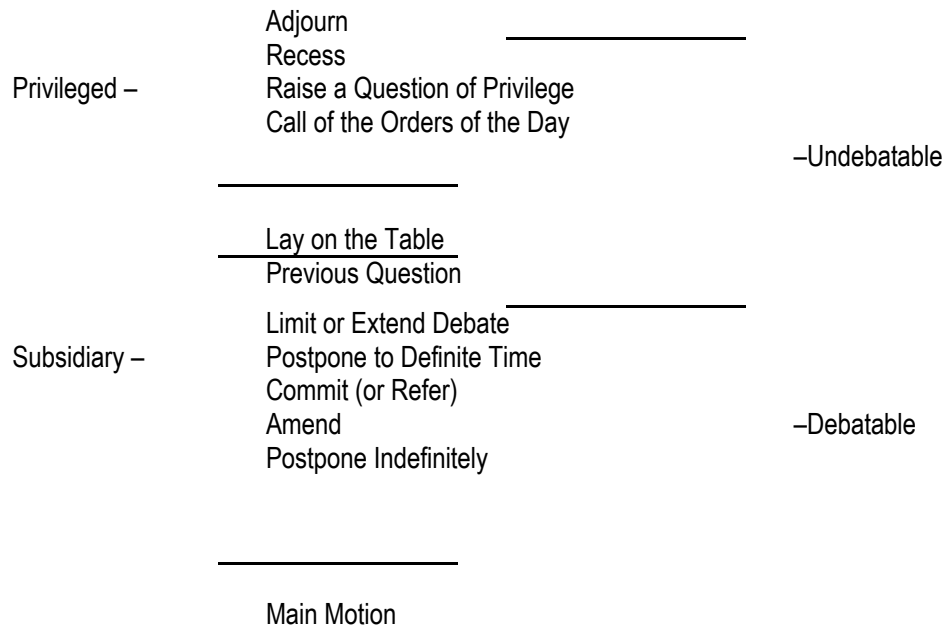 Adjourn
Recess
Privileged – Raise a Question of Privilege
Call of the Orders of the Day
–Undebatable
Lay on the Table
Previous Question
Limit or Extend Debate
Subsidiary – Postpone to Definite Time
Commit (or Refer)
Amend –Debatable
Postpone Indefinitely
Main Motion